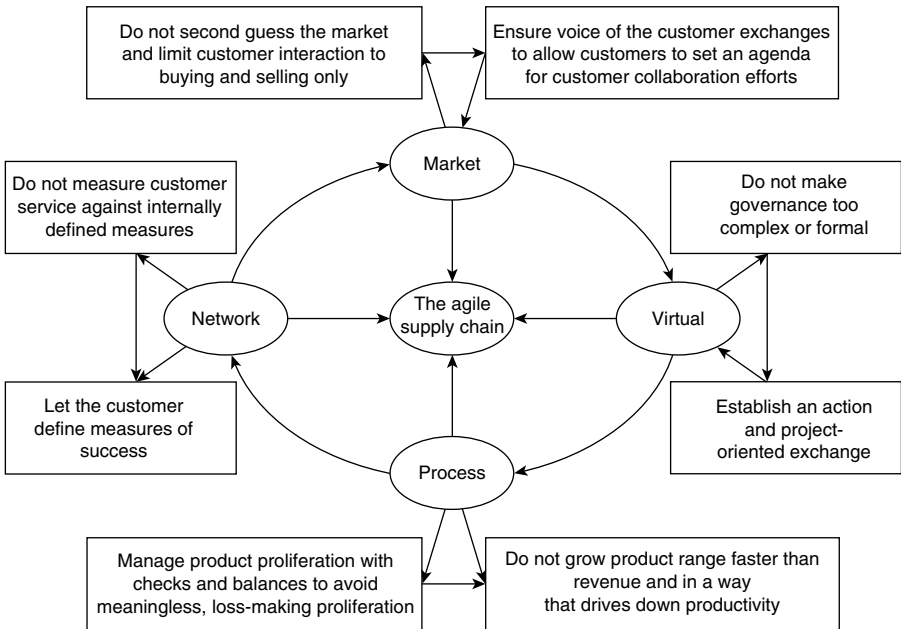 Do not second guess the market
and limit customer interaction to
buying and selling only
Ensure voice of the customer exchanges
to allow customers to set an agenda
for customer collaboration efforts
Market
Do not measure customer
service against internally
defined measures
Do not make
governance too
complex or formal
Network
The agile
supply chain
Virtual
Let the customer
define measures of
success
Establish an action
and project-
oriented exchange
Process
Manage product proliferation with
checks and balances to avoid
meaningless, loss-making proliferation
Do not grow product range faster than
revenue and in a way
that drives down productivity